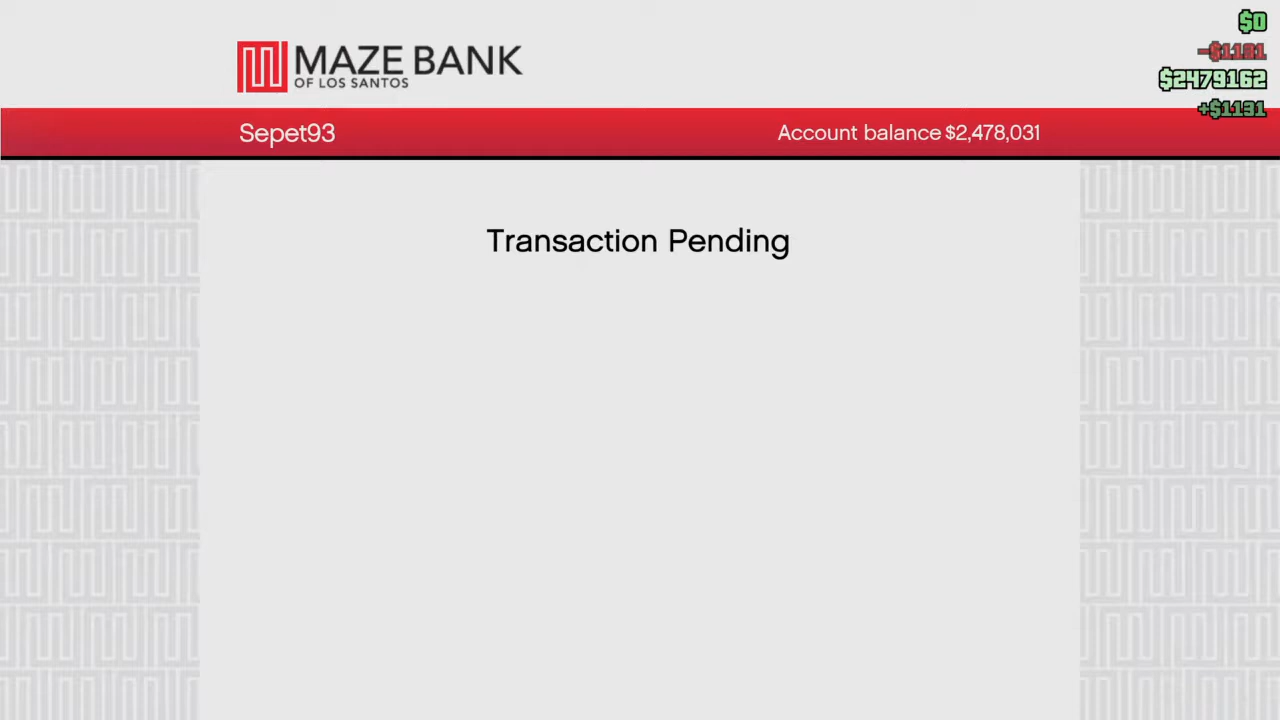 MAZE BANK
OF LOS SANTOS
$0
-$1131
$2479162
+$1131
Sepet93
Account balance $2,478,031
Transaction Pending